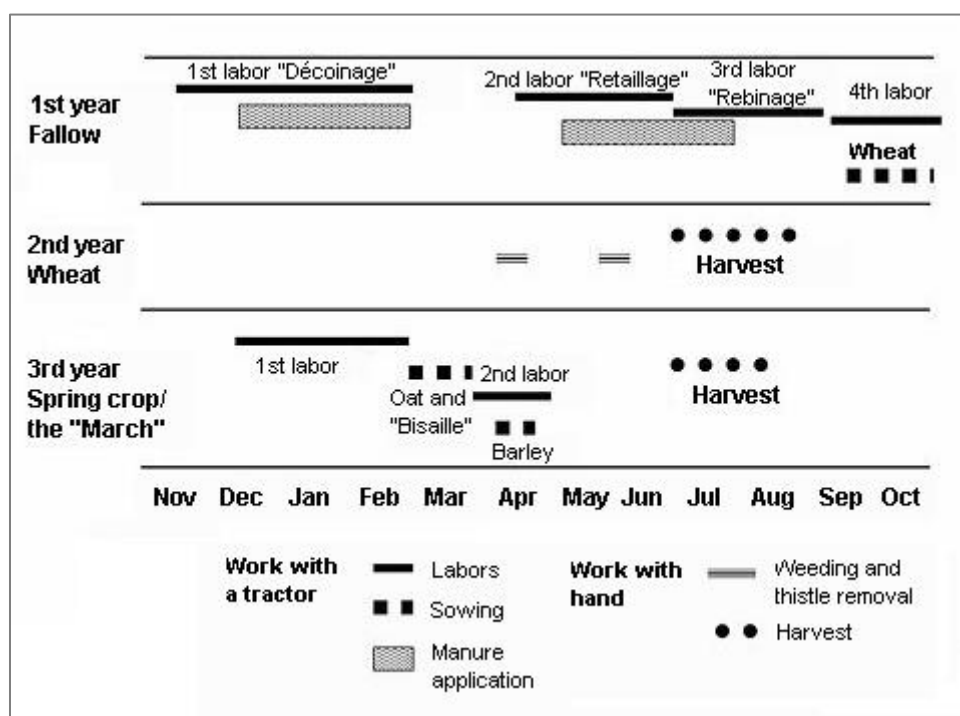 1st labor "Décoinage"
2nd labor "Retaillage"
3rd labor
"Rebinage"
4th labor
1st year
Fallow
Wheat
2nd year
Wheat
Harvest
3rd year
Spring crop/
the "March"
1st labor
2nd labor
Oat and
"Bisaille"
Barley
Harvest
Nov Dec Jan Feb Mar Apr May Jun Jul Aug Sep Oct
Work with
a tractor
Labors
Sowing
Manure
application
Work with
hand
Weeding and
thistle removal
Harvest